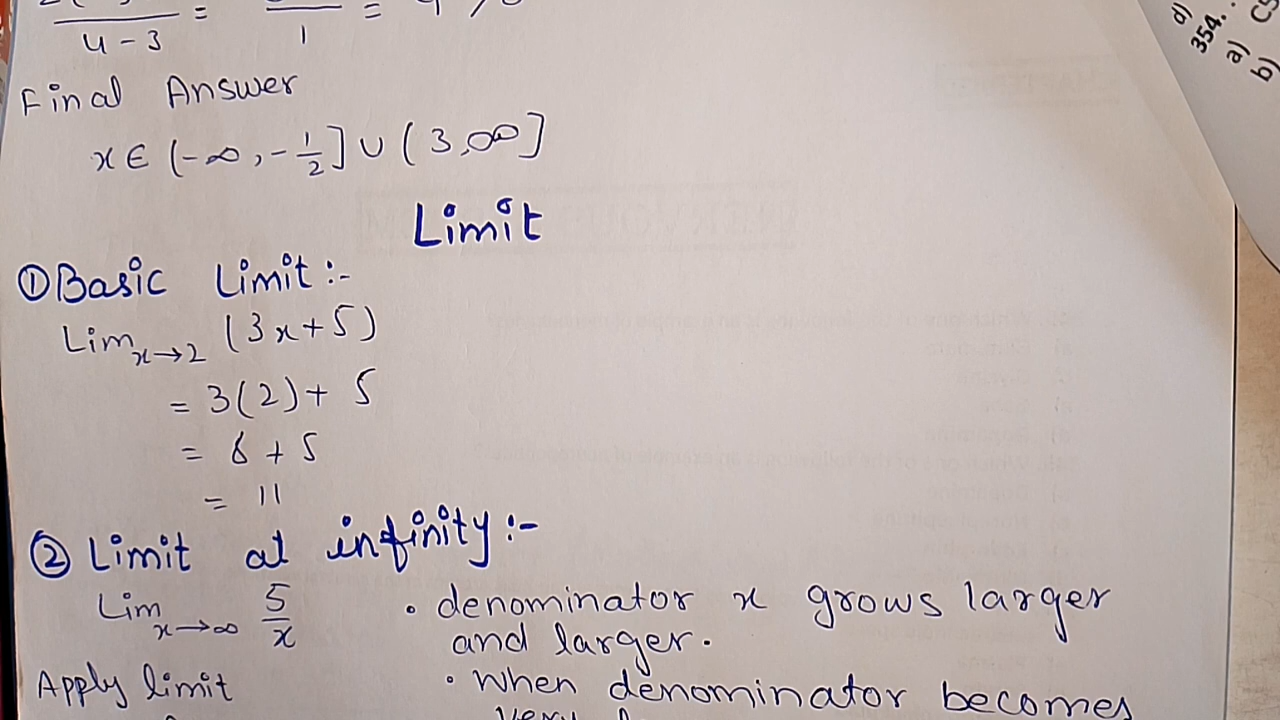 4 - 3 = 1 =
Final Answer
x ∈ (-∞, -1/2] ∪ (3, ∞]
Limit
① Basic Limit :-
Lim x→2 (3x+5)
= 3(2) + 5
= 6 + 5
= 11
② Limit at infinity :-
Lim x→∞ 5/x
• denominator x grows larger
and larger.
Apply limit
• When denominator becomes
very
d)
354.
a)
b)